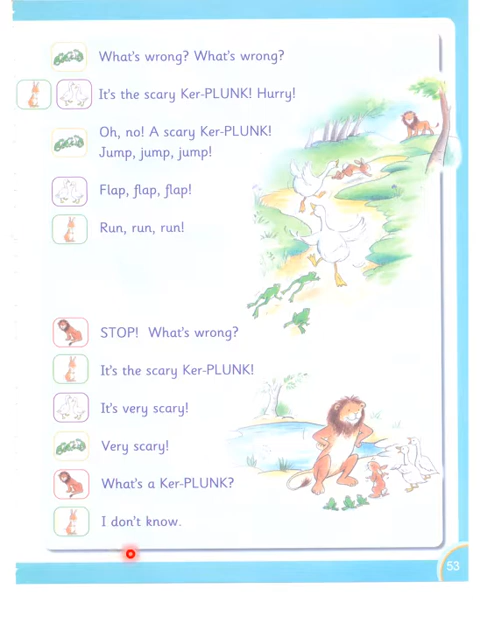 What's wrong? What's wrong?
It's the scary Ker-PLUNK! Hurry!
Oh, no! A scary Ker-PLUNK!
Jump, jump, jump!
Flap, flap, flap!
Run, run, run!
STOP! What's wrong?
It's the scary Ker-PLUNK!
It's very scary!
Very scary!
What's a Ker-PLUNK?
I don't know.
53